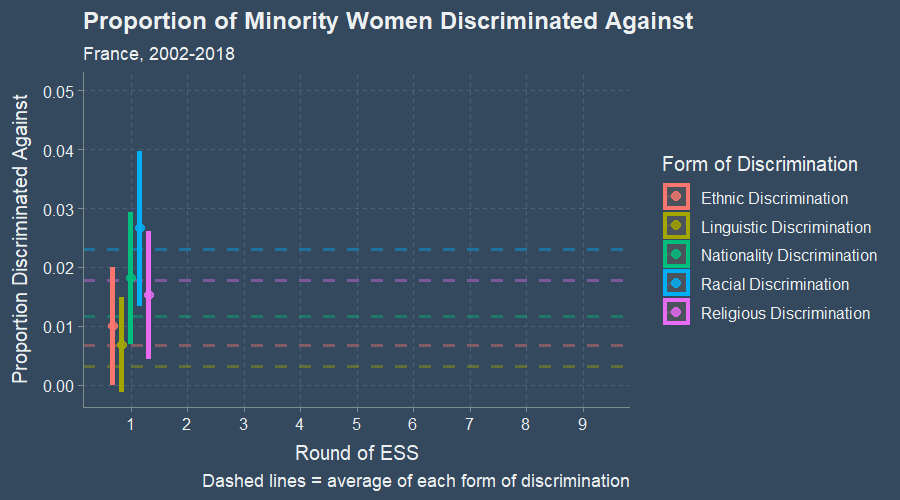 Proportion of Minority Women Discriminated Against
France, 2002-2018
Proportion Discriminated Against
0.05
0.04
0.03
0.02
0.01
0.00
1 2 3 4 5 6 7 8 9
Round of ESS
Dashed lines = average of each form of discrimination
Form of Discrimination
Ethnic Discrimination
Linguistic Discrimination
Nationality Discrimination
Racial Discrimination
Religious Discrimination